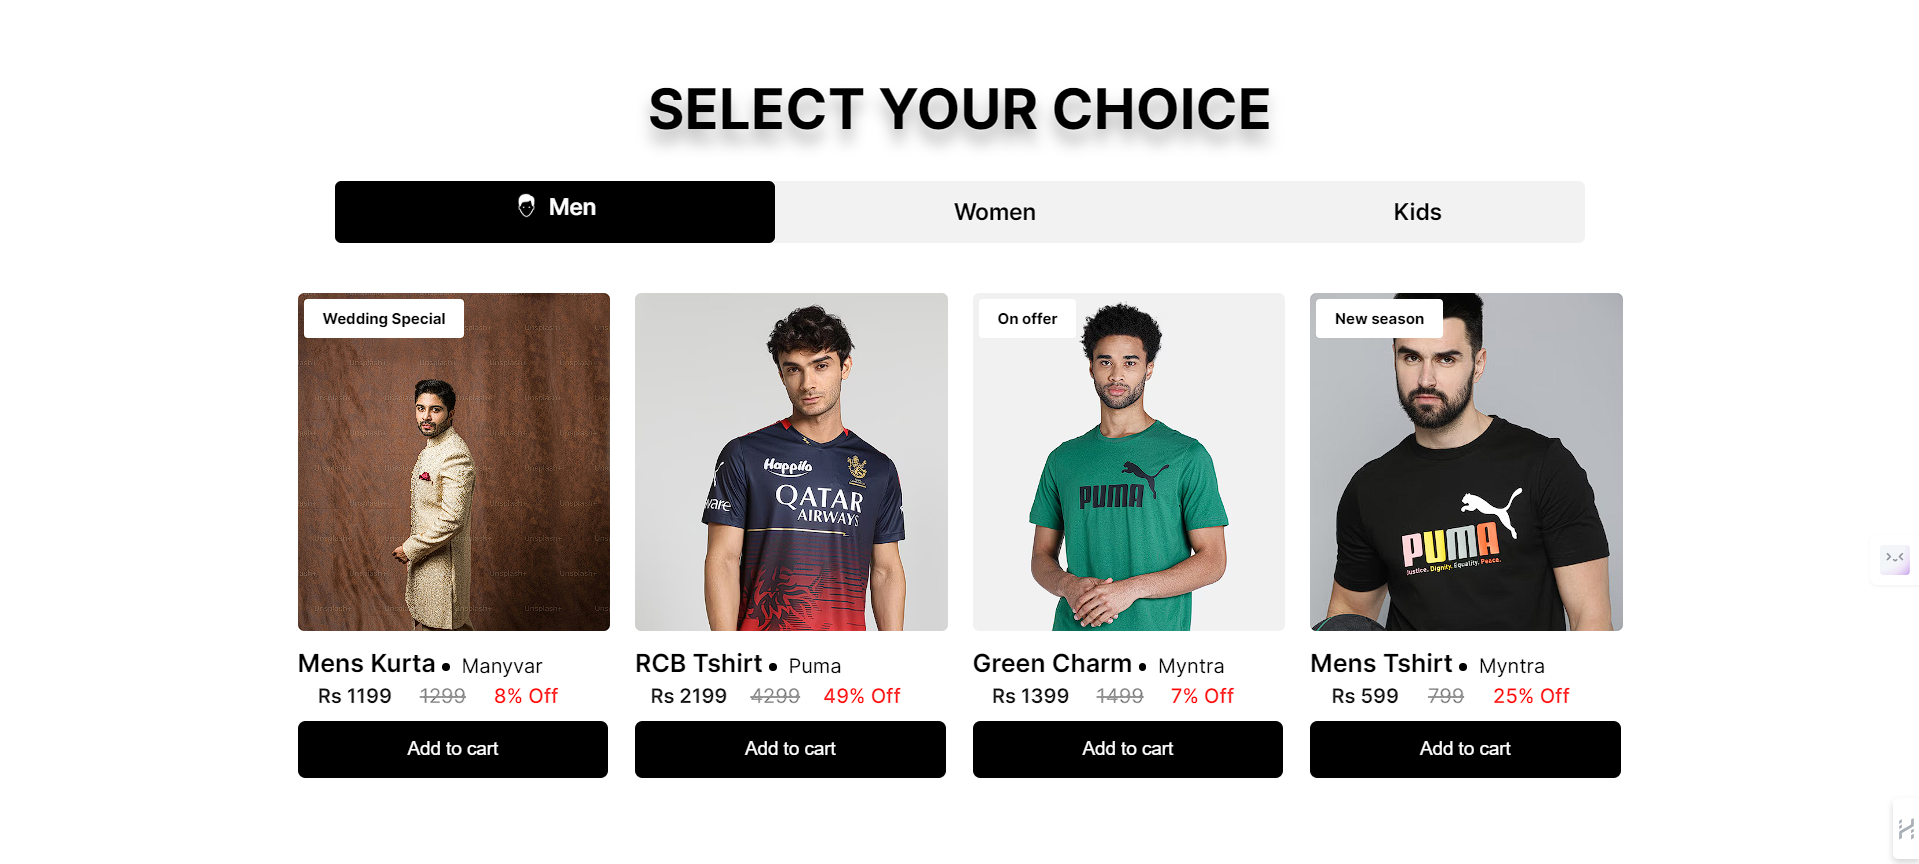 SELECT YOUR CHOICE
Men
Women
Kids
Wedding Special
On offer
New season
Unsplash+
Happilo
QATAR
AIRWAYS
PUMA
PUMA
Justice. Dignity. Equality. Peace.
Mens Kurta • Manyvar
Rs 1199 1299 8% Off
Add to cart
RCB Tshirt • Puma
Rs 2199 4299 49% Off
Add to cart
Green Charm • Myntra
Rs 1399 1499 7% Off
Add to cart
Mens Tshirt • Myntra
Rs 599 799 25% Off
Add to cart